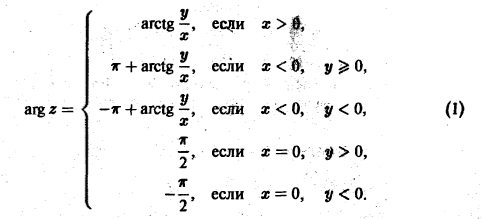 arctg y/x, если x > 0,
π + arctg y/x, если x < 0, y ⩾ 0,
arg z = { −π + arctg y/x, если x < 0, y < 0, (1)
π/2, если x = 0, y > 0,
−π/2, если x = 0, y < 0.